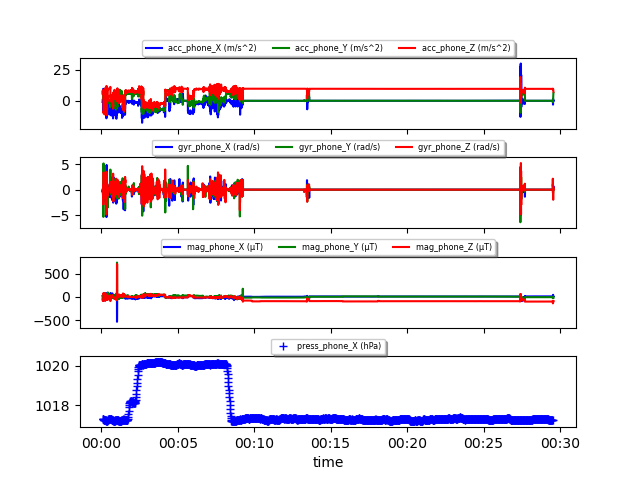 acc_phone_X (m/s^2) acc_phone_Y (m/s^2) acc_phone_Z (m/s^2)
25
0
gyr_phone_X (rad/s) gyr_phone_Y (rad/s) gyr_phone_Z (rad/s)
5
0
−5
mag_phone_X (µT) mag_phone_Y (µT) mag_phone_Z (µT)
500
0
−500
press_phone_X (hPa)
1020
1018
00:00 00:05 00:10 00:15 00:20 00:25 00:30
time